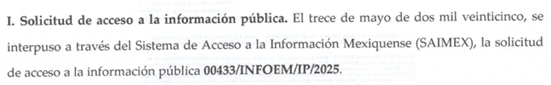 I. Solicitud de acceso a la información pública. El trece de mayo de dos mil veinticinco, se
interpuso a través del Sistema de Acceso a la Información Mexiquense (SAIMEX), la solicitud
de acceso a la información pública 00433/INFOEM/IP/2025.